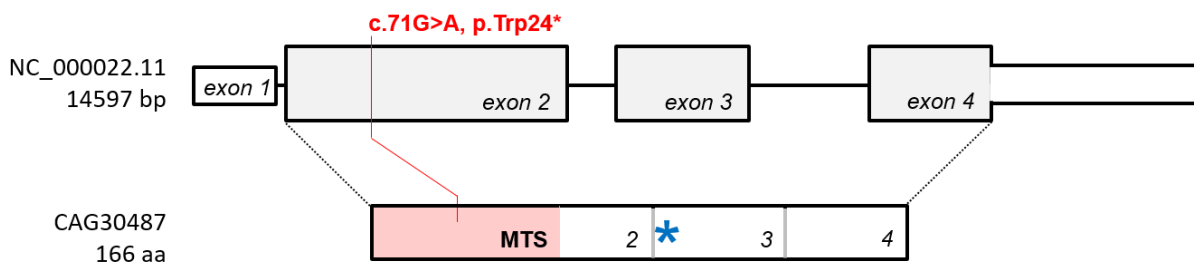 c.71G>A, p.Trp24*
NC_000022.11
14597 bp
exon 1
exon 2
exon 3
exon 4
CAG30487
166 aa
MTS
2
*
3
4